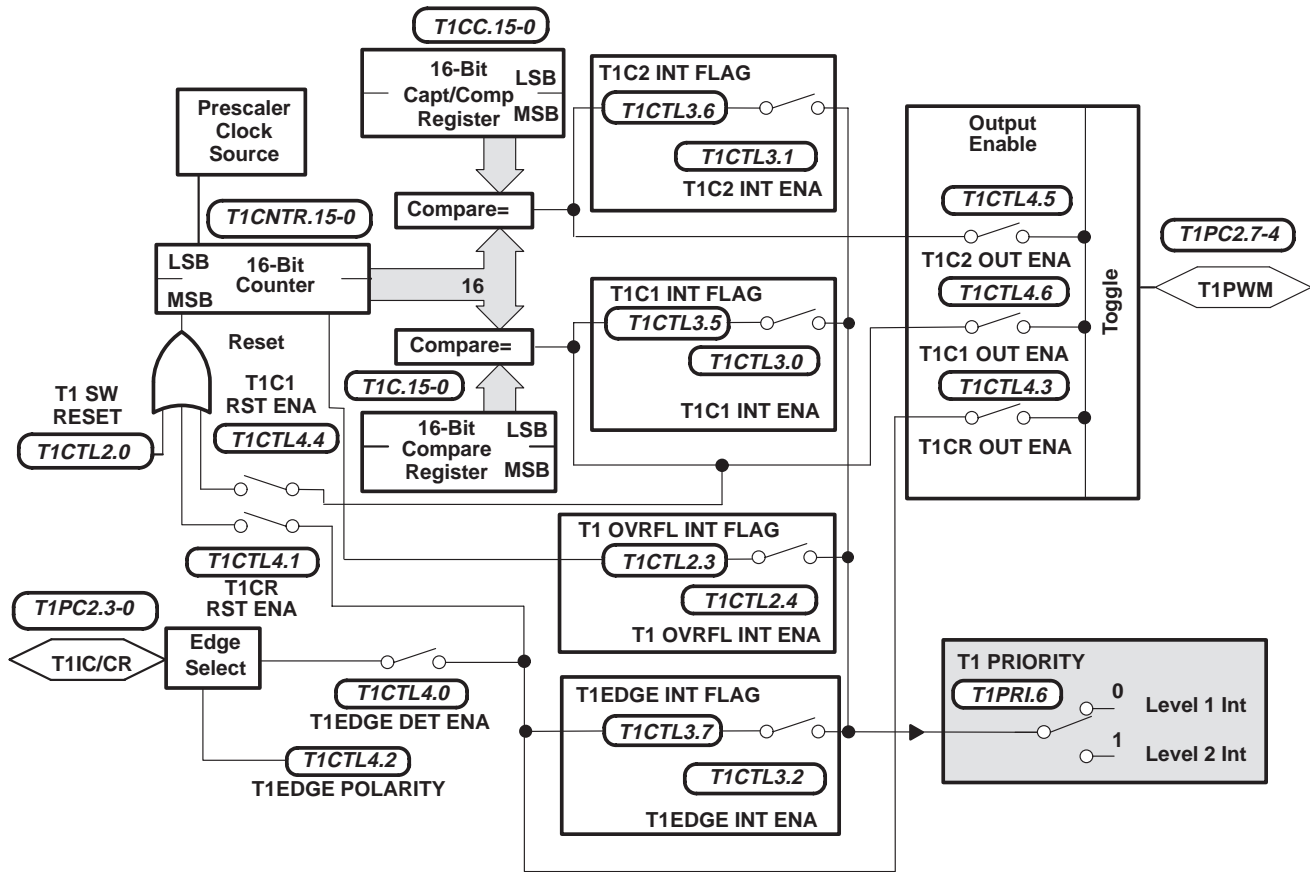 T1CC.15-0
16-Bit
Capt/Comp
Register
LSB
MSB
Prescaler
Clock
Source
T1CNTR.15-0
LSB
MSB
16-Bit
Counter
16
Compare=
Compare=
Reset
T1 SW
RESET
T1CTL2.0
T1C1
RST ENA
T1CTL4.4
T1C.15-0
16-Bit
Compare
Register
LSB
MSB
T1CTL4.1
T1CR
RST ENA
T1PC2.3-0
T1IC/CR
Edge
Select
T1CTL4.0
T1EDGE DET ENA
T1CTL4.2
T1EDGE POLARITY
T1C2 INT FLAG
T1CTL3.6
T1CTL3.1
T1C2 INT ENA
T1C1 INT FLAG
T1CTL3.5
T1CTL3.0
T1C1 INT ENA
T1 OVRFL INT FLAG
T1CTL2.3
T1CTL2.4
T1 OVRFL INT ENA
T1EDGE INT FLAG
T1CTL3.7
T1CTL3.2
T1EDGE INT ENA
Output
Enable
T1CTL4.5
T1C2 OUT ENA
T1CTL4.6
T1C1 OUT ENA
T1CTL4.3
T1CR OUT ENA
Toggle
T1PC2.7-4
T1PWM
T1 PRIORITY
T1PRI.6
0
Level 1 Int
1
Level 2 Int